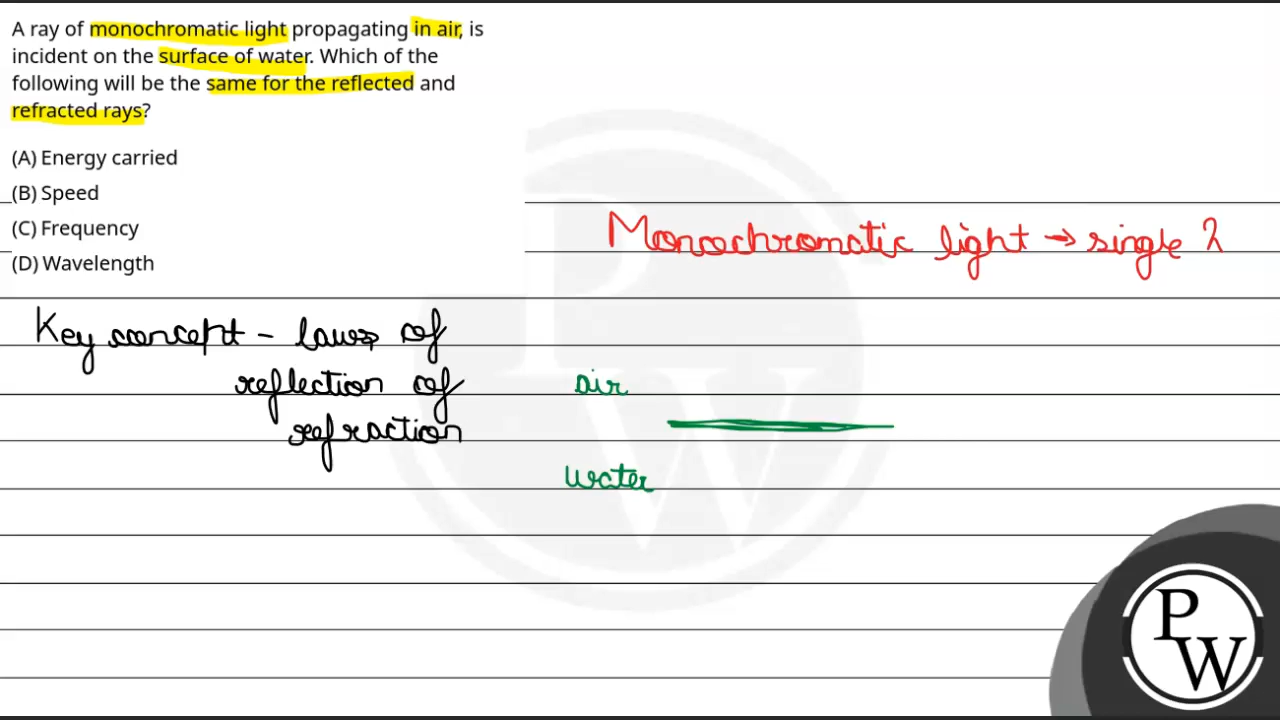 A ray of monochromatic light propagating in air, is
incident on the surface of water. Which of the
following will be the same for the reflected and
refracted rays?
(A) Energy carried
(B) Speed
(C) Frequency
(D) Wavelength
Monochromatic light → single λ
Key concept - laws of
reflection of
refraction
air
water
PW
PW